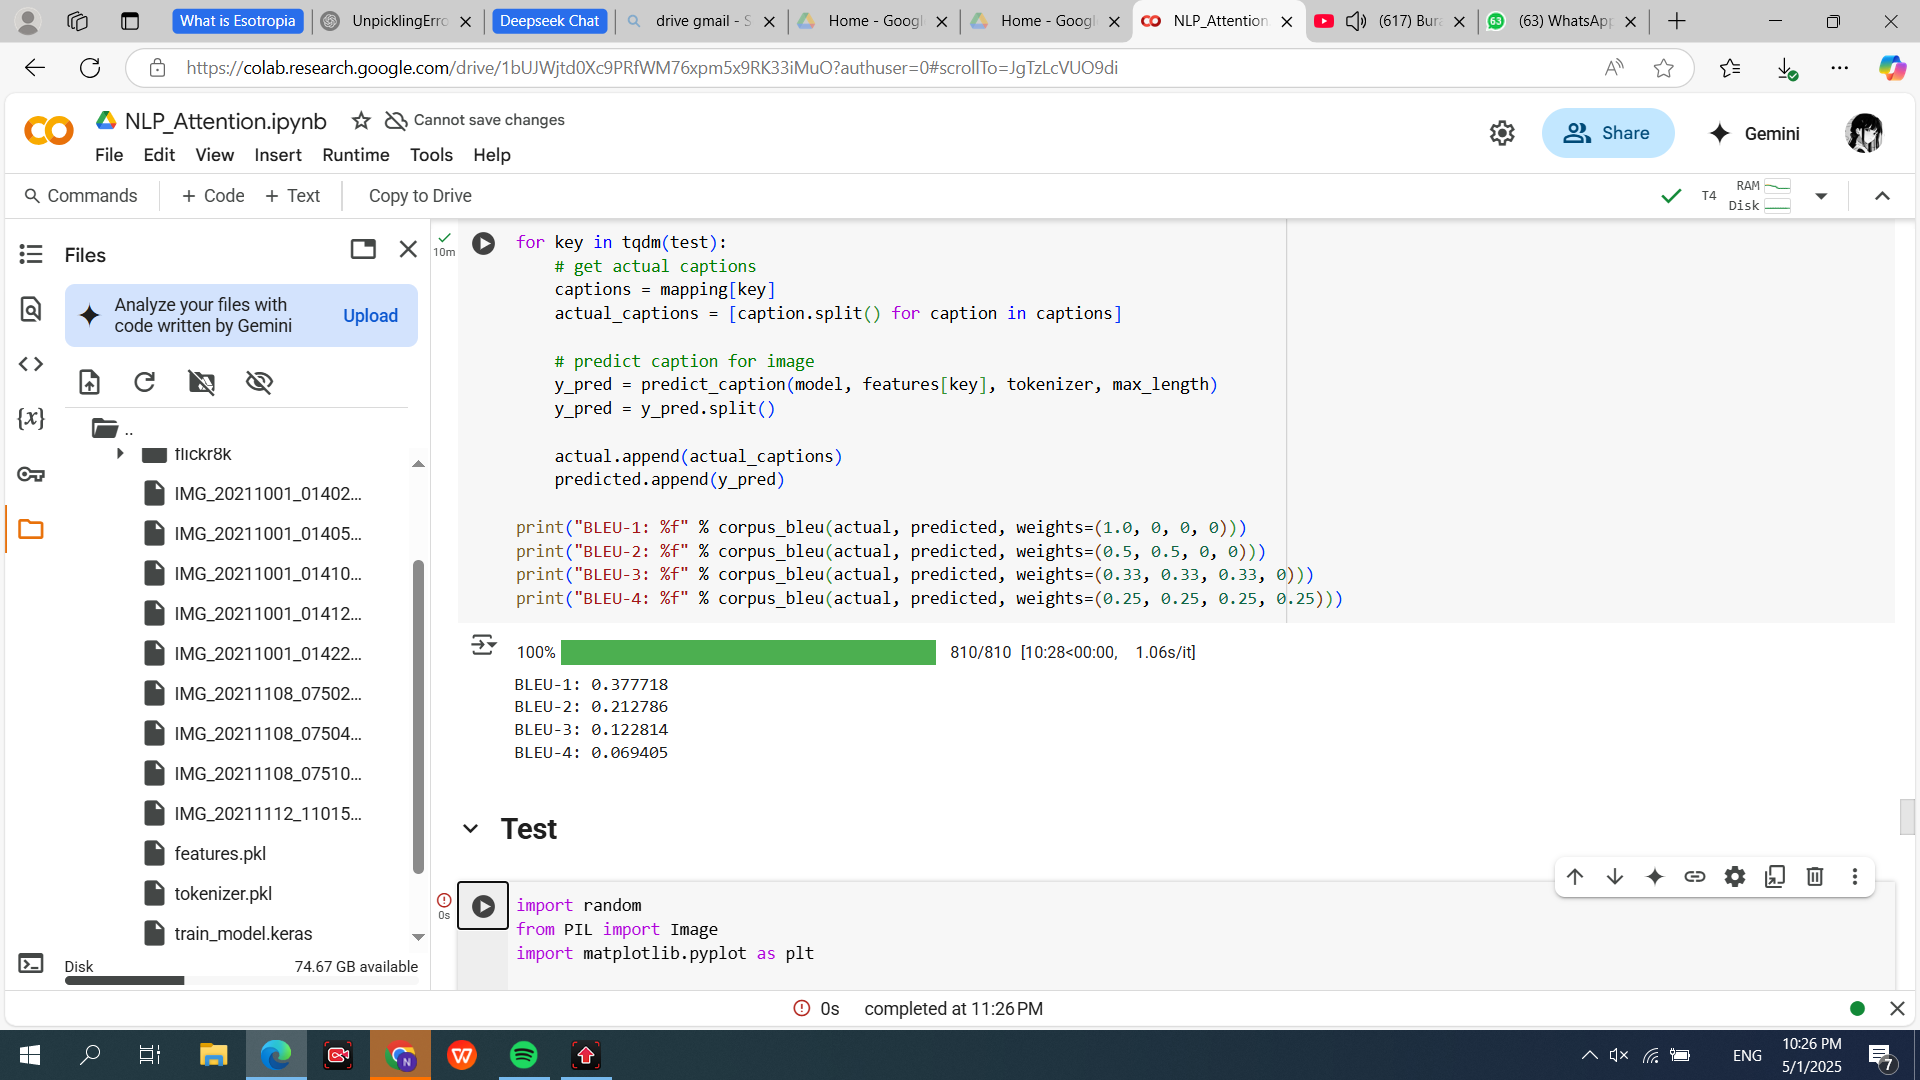 What is Esotropia
UnpicklingErro
Deepseek Chat
drive gmail - S
Home - Google
Home - Google
NLP_Attention
(617) Bura
63
(63) WhatsApp
https://colab.research.google.com/drive/1bUJWjtd0Xc9PRfWM76xpm5x9RK33iMuO?authuser=0#scrollTo=JgTzLcVUO9di
NLP_Attention.ipynb
Cannot save changes
File Edit View Insert Runtime Tools Help
Share
Gemini
Commands
+ Code + Text
Copy to Drive
T4
RAM
Disk
Files
Analyze your files with
code written by Gemini
Upload
..
flickr8k
IMG_20211001_01402...
IMG_20211001_01405...
IMG_20211001_01410...
IMG_20211001_01412...
IMG_20211001_01422...
IMG_20211108_07502...
IMG_20211108_07504...
IMG_20211108_07510...
IMG_20211112_11015...
features.pkl
tokenizer.pkl
train_model.keras
Disk
74.67 GB available
10m
for key in tqdm(test):
    # get actual captions
    captions = mapping[key]
    actual_captions = [caption.split() for caption in captions]
    # predict caption for image
    y_pred = predict_caption(model, features[key], tokenizer, max_length)
    y_pred = y_pred.split()
    actual.append(actual_captions)
    predicted.append(y_pred)
print("BLEU-1: %f" % corpus_bleu(actual, predicted, weights=(1.0, 0, 0, 0)))
print("BLEU-2: %f" % corpus_bleu(actual, predicted, weights=(0.5, 0.5, 0, 0)))
print("BLEU-3: %f" % corpus_bleu(actual, predicted, weights=(0.33, 0.33, 0.33, 0)))
print("BLEU-4: %f" % corpus_bleu(actual, predicted, weights=(0.25, 0.25, 0.25, 0.25)))
100% 810/810 [10:28<00:00, 1.06s/it]
BLEU-1: 0.377718
BLEU-2: 0.212786
BLEU-3: 0.122814
BLEU-4: 0.069405
Test
0s
import random
from PIL import Image
import matplotlib.pyplot as plt
0s completed at 11:26 PM
ENG
10:26 PM
5/1/2025
7